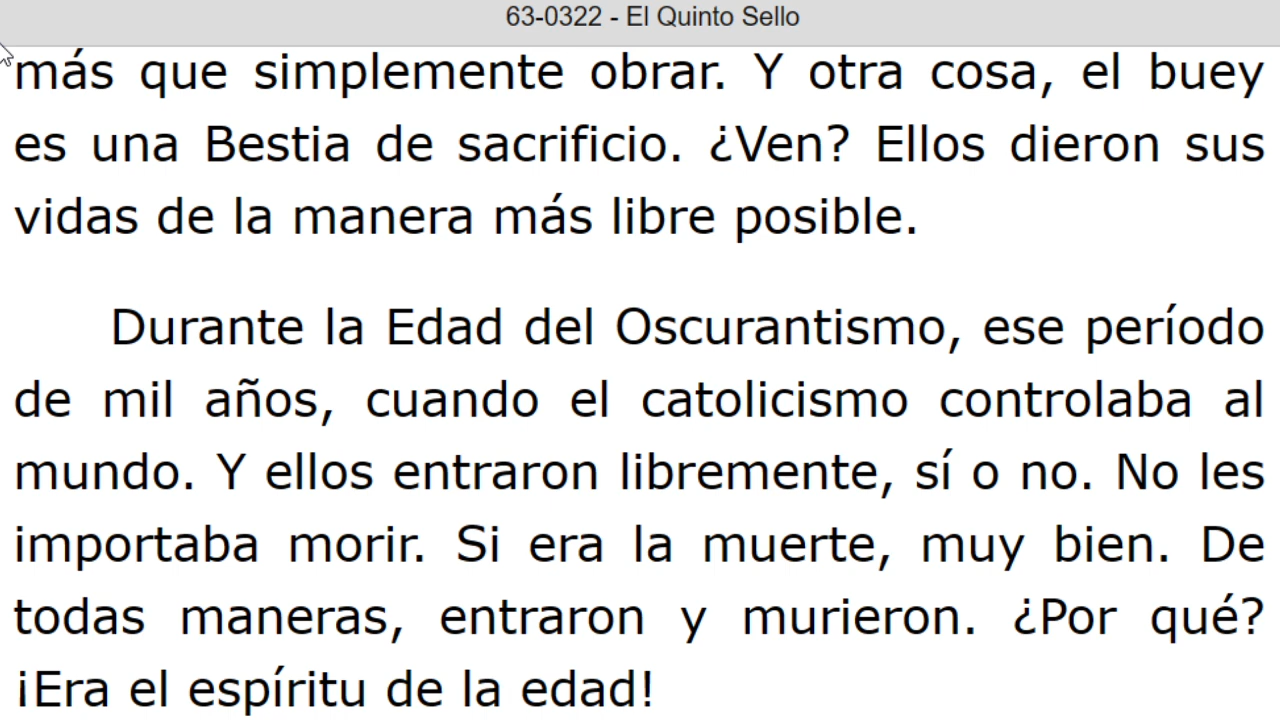 63-0322 - El Quinto Sello
más que simplemente obrar. Y otra cosa, el buey
es una Bestia de sacrificio. ¿Ven? Ellos dieron sus
vidas de la manera más libre posible.
Durante la Edad del Oscurantismo, ese período
de mil años, cuando el catolicismo controlaba al
mundo. Y ellos entraron libremente, sí o no. No les
importaba morir. Si era la muerte, muy bien. De
todas maneras, entraron y murieron. ¿Por qué?
¡Era el espíritu de la edad!